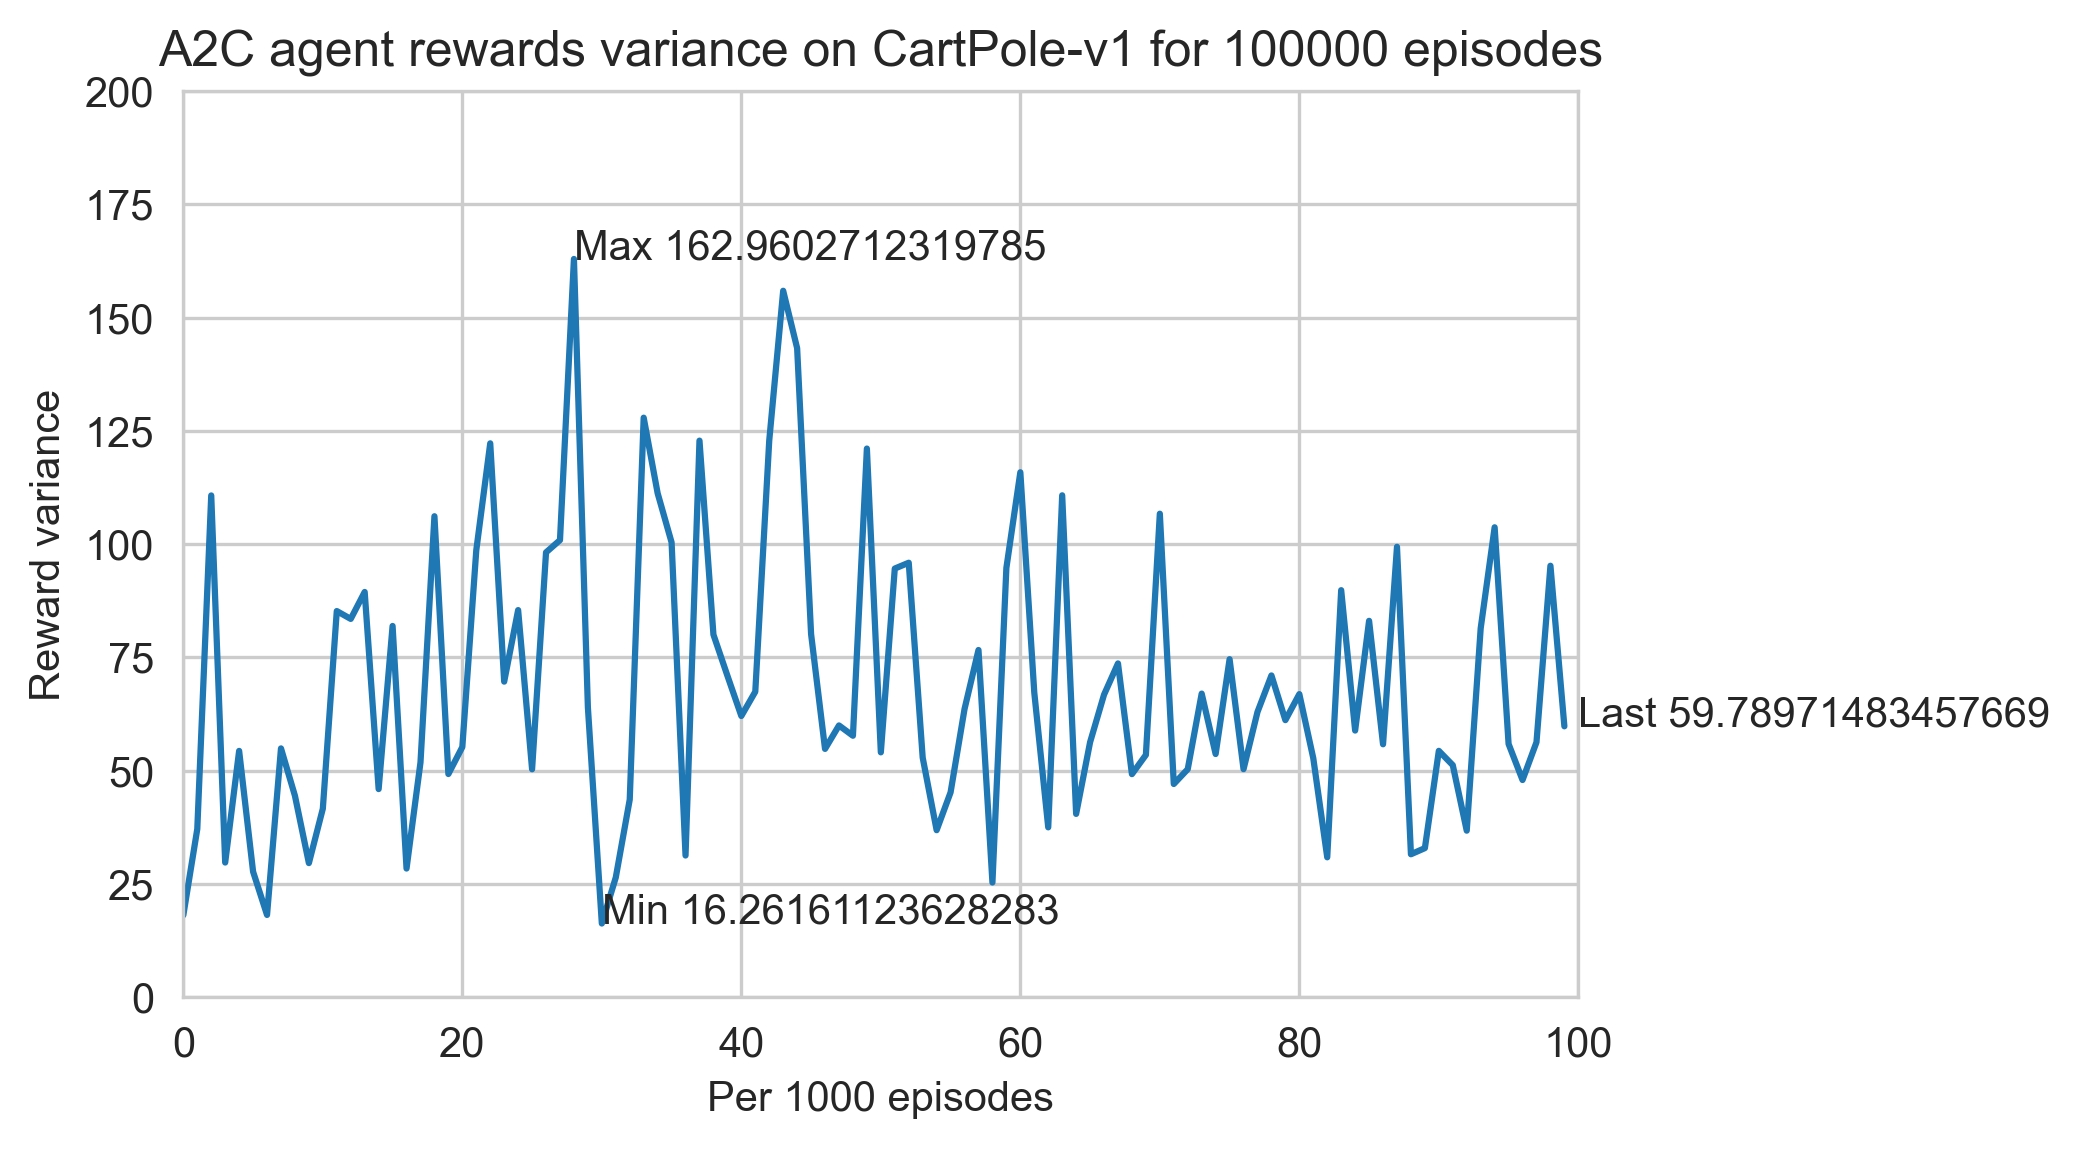 A2C agent rewards variance on CartPole-v1 for 100000 episodes
200
175
150
125
100
75
50
25
0
Reward variance
Max 162.9602712319785
Last 59.78971483457669
Min 16.26161123628283
0 20 40 60 80 100
Per 1000 episodes